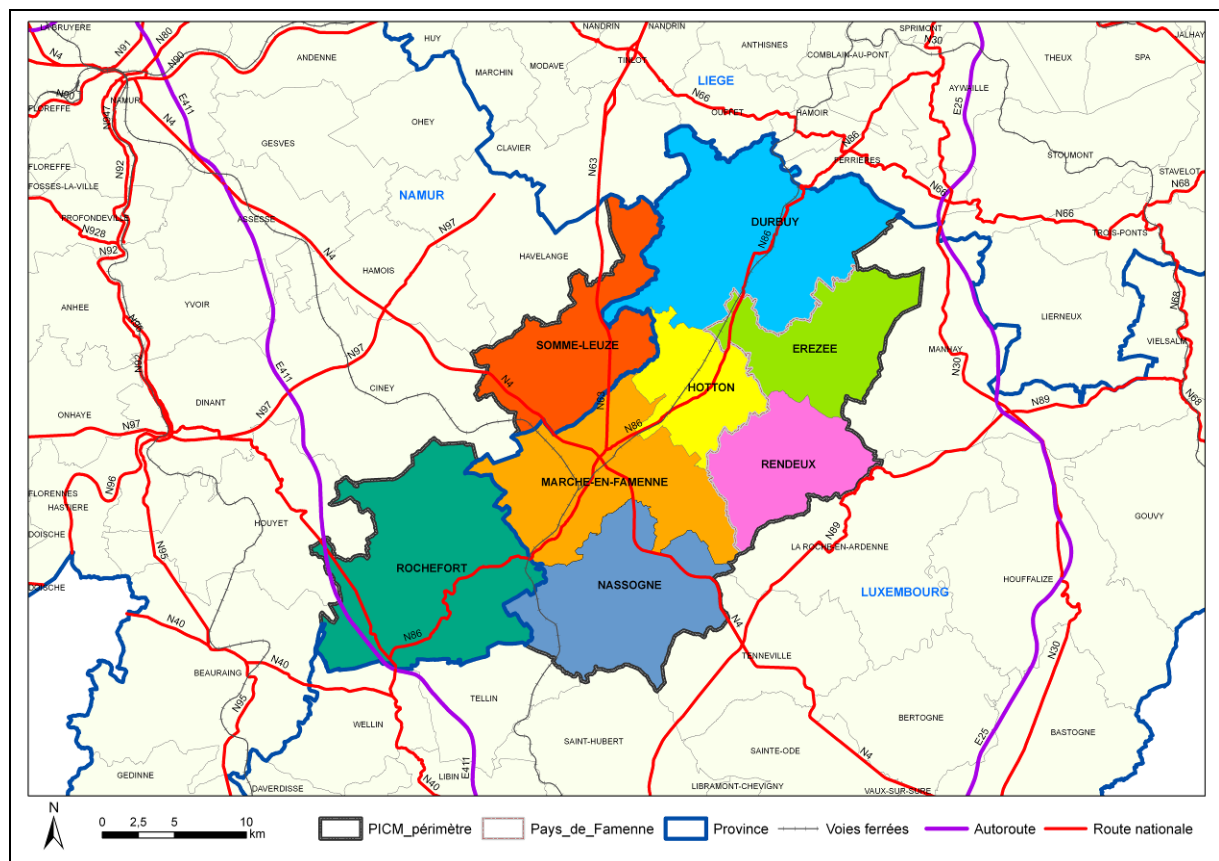 LA BRUYERE
N91
N80
N4
N90
ANDENNE
HUY
NANDRIN
NANDRIN
ANTHISNES
SPRIMONT
N30
JALHAY
COMBLAIN-AU-PONT
THEUX
SPA
MODAVE
MARCHIN
TINLOT
LIEGE
N90
FLOREFFE
NAMUR
N947
E411
N4
N66
OUFFET
HAMOIR
AYWAILLE
E25
OHEY
GESVES
CLAVIER
N86
FERRIERES
STOUMONT
FLOREFFE
N92
FOSSES-LA-VILLE
N63
N68
STAVELOT
N68
PROFONDEVILLE
NAMUR
N66
N66
N928
ASSESSE
N97
DURBUY
TROIS-PONTS
N92
N4
N86
HAVELANGE
HAMOIS
YVOIR
ANHEE
N68
LIERNEUX
N96
SOMME-LEUZE
EREZEE
MANHAY
VIELSALM
N97
E411
N4
HOTTON
N30
CINEY
N63
N89
N68
DINANT
N97
ONHAYE
N97
N86
RENDEUX
N96
MARCHE-EN-FAMENNE
FLORENNES
HASTIERE
GOUVY
HOUYET
N89
DOISCHE
LA ROCHE-EN-ARDENNE
N95
ROCHEFORT
NASSOGNE
HOUFFALIZE
LUXEMBOURG
DOISCHE
N40
N4
N86
N30
TENNEVILLE
N40
BEAURAING
N95
TELLIN
BERTOGNE
WELLIN
BASTOGNE
E25
SAINT-HUBERT
SAINTE-ODE
N4
GEDINNE
E411
LIBIN
N40
DAVERDISSE
LIBRAMONT-CHEVIGNY
VAUX-SUR-SURE
N
0 2,5 5 10
km
PICM_périmètre
Pays_de_Famenne
Province
Voies ferrées
Autoroute
Route nationale